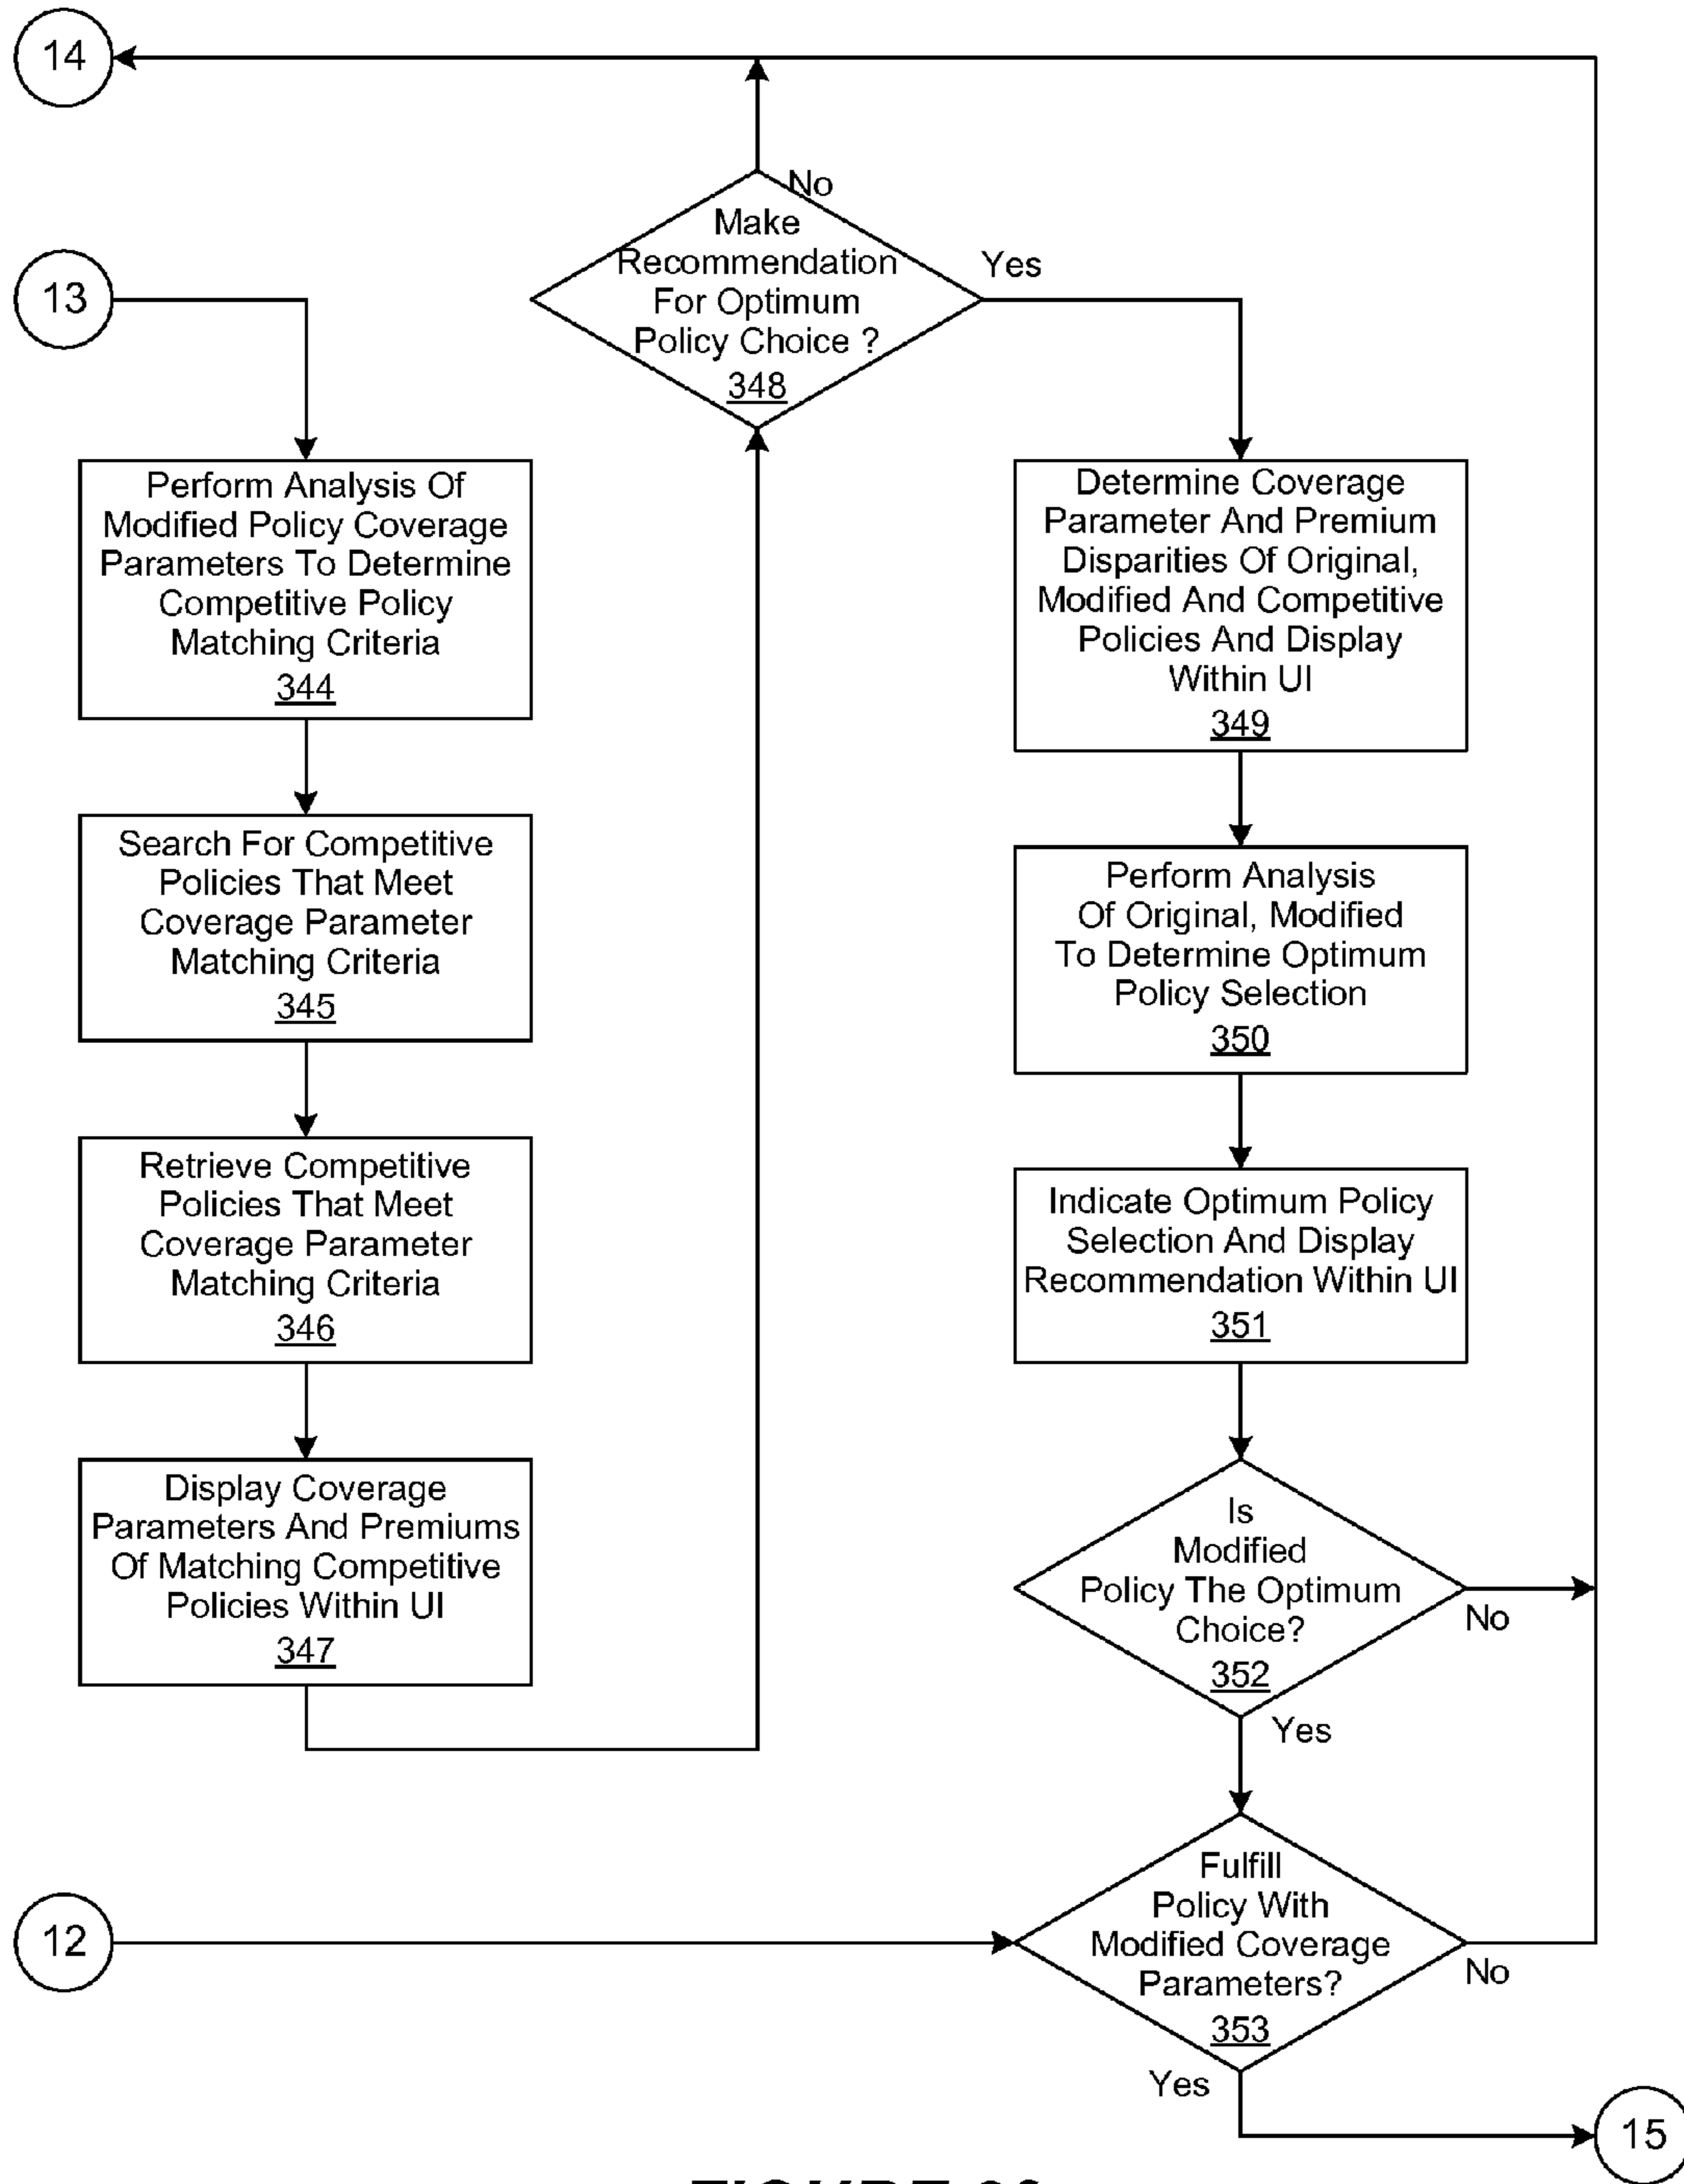 14
13
No
Make
Recommendation
For Optimum
Policy Choice ?
348
Yes
Perform Analysis Of
Modified Policy Coverage
Parameters To Determine
Competitive Policy
Matching Criteria
344
Search For Competitive
Policies That Meet
Coverage Parameter
Matching Criteria
345
Retrieve Competitive
Policies That Meet
Coverage Parameter
Matching Criteria
346
Display Coverage
Parameters And Premiums
Of Matching Competitive
Policies Within UI
347
Determine Coverage
Parameter And Premium
Disparities Of Original,
Modified And Competitive
Policies And Display
Within UI
349
Perform Analysis
Of Original, Modified
To Determine Optimum
Policy Selection
350
Indicate Optimum Policy
Selection And Display
Recommendation Within UI
351
Is
Modified
Policy The Optimum
Choice?
352
No
Yes
12
Fulfill
Policy With
Modified Coverage
Parameters?
353
No
Yes
15